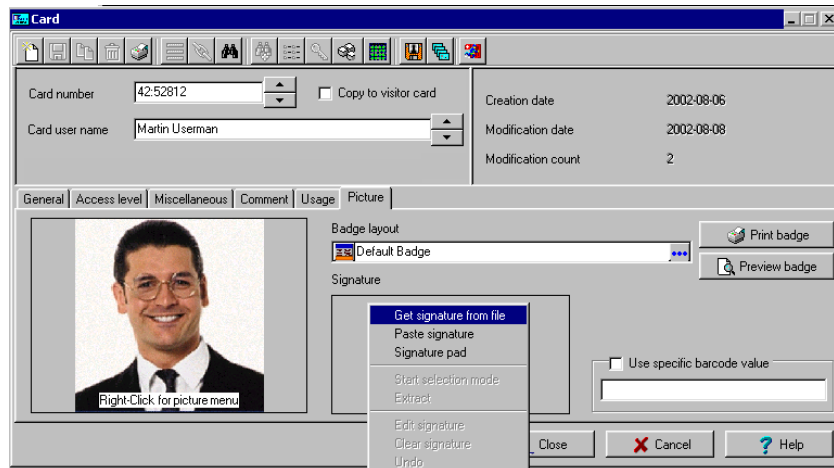 Card
Card number
42:52812
Copy to visitor card
Card user name
Martin Userman
Creation date
2002-08-06
Modification date
2002-08-08
Modification count
2
General
Access level
Miscellaneous
Comment
Usage
Picture
Right-Click for picture menu
Badge layout
Default Badge
...
Print badge
Preview badge
Signature
Get signature from file
Paste signature
Signature pad
Start selection mode
Extract
Edit signature
Clear signature
Undo
Use specific barcode value
Close
Cancel
? Help